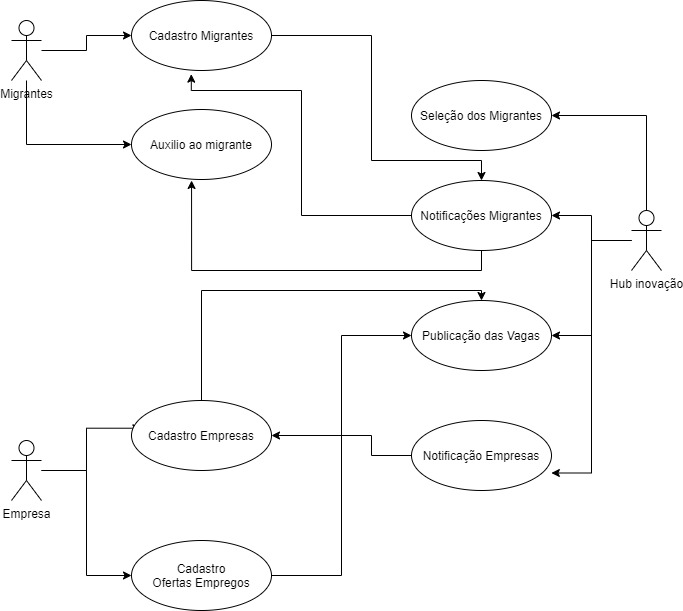 Cadastro Migrantes
Migrantes
Seleção dos Migrantes
Auxilio ao migrante
Notificações Migrantes
Hub inovação
Publicação das Vagas
Cadastro Empresas
Notificação Empresas
Empresa
Cadastro
Ofertas Empregos